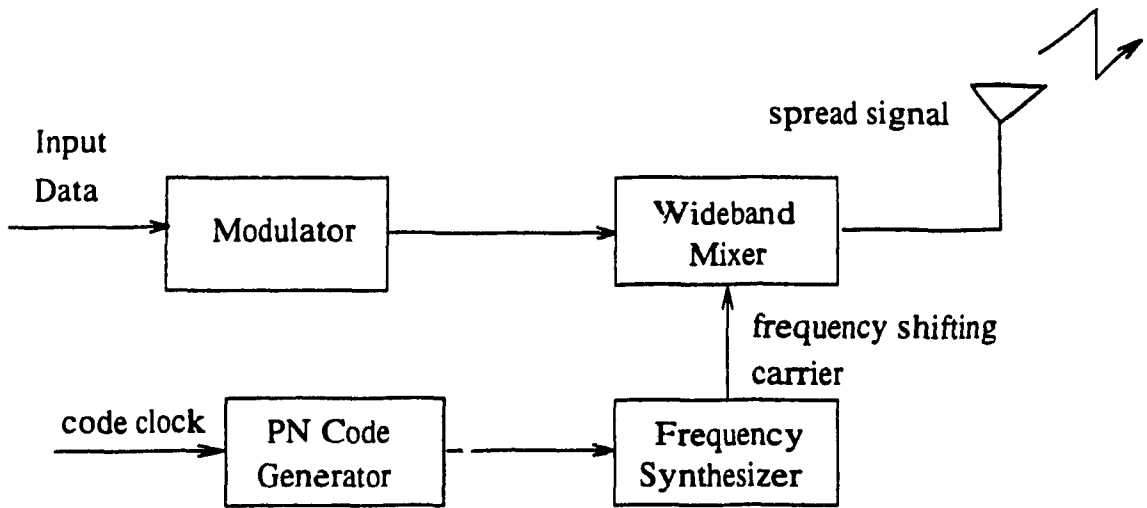 spread signal
Input
Data
Modulator
Wideband
Mixer
frequency shifting
carrier
code clock
PN Code
Generator
Frequency
Synthesizer